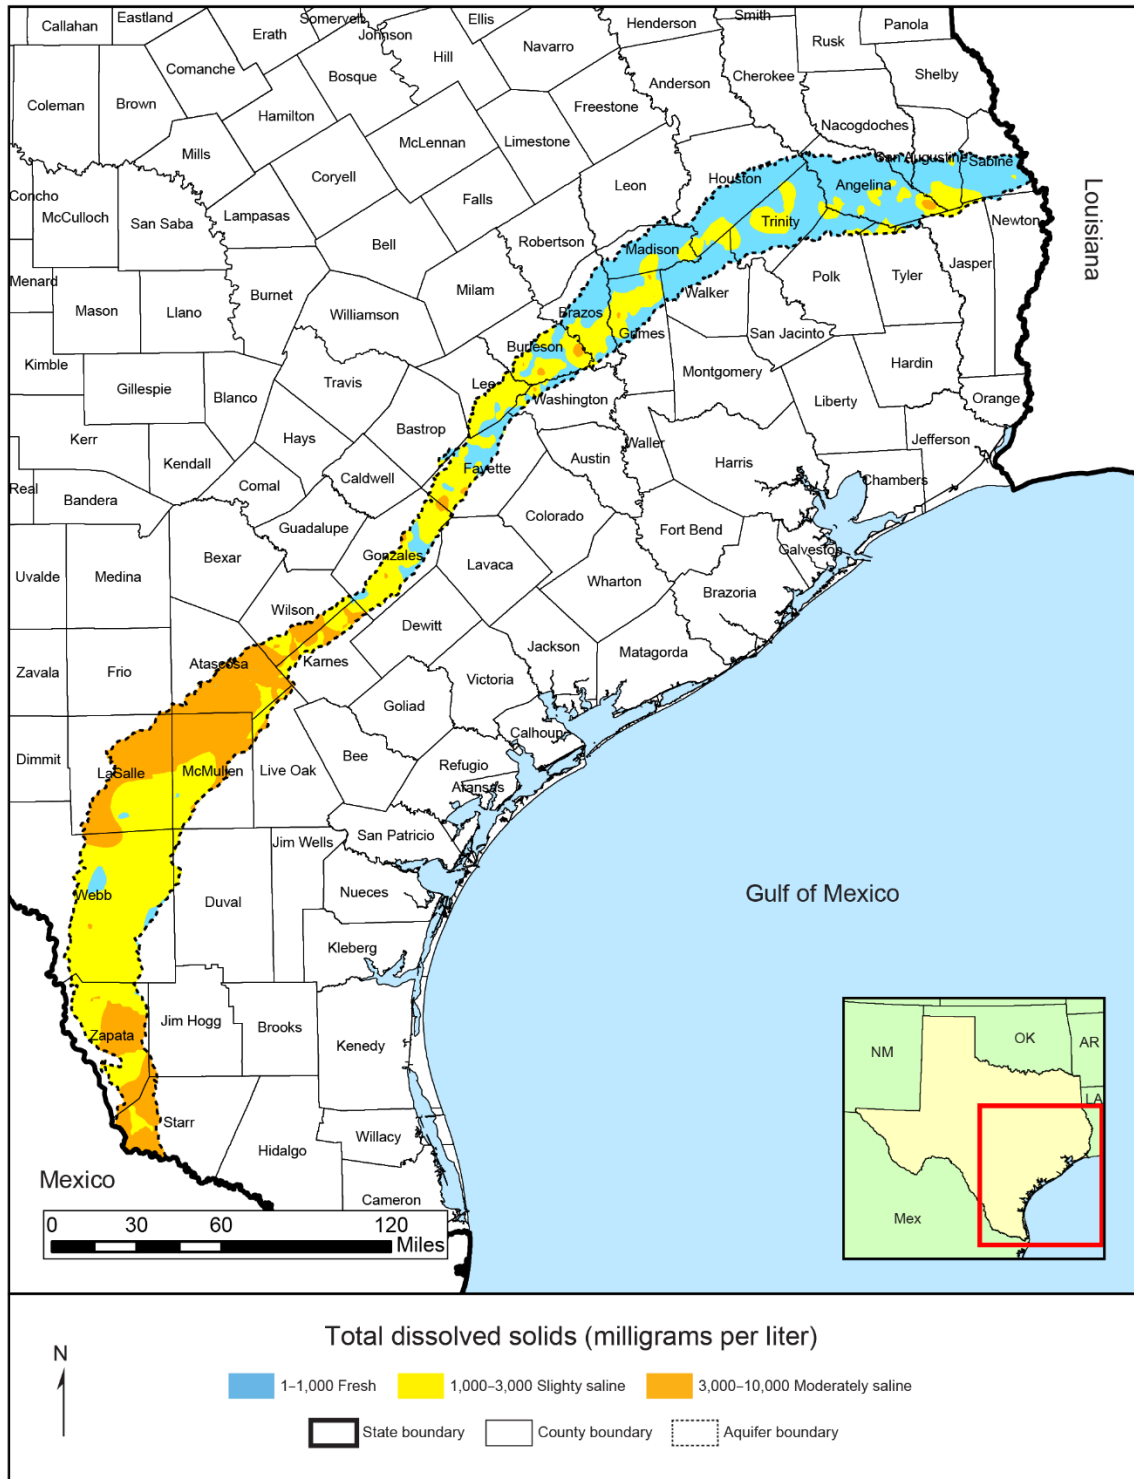 Callahan
Eastland
Somervell
Johnson
Ellis
Henderson
Smith
Panola
Erath
Hill
Navarro
Rusk
Comanche
Bosque
Shelby
Anderson
Cherokee
Coleman
Brown
Hamilton
Freestone
Nacogdoches
Mills
McLennan
Limestone
San Augustine
Sabine
Coryell
Leon
Houston
Angelina
Concho
McCulloch
San Saba
Lampasas
Falls
Trinity
Newton
Louisiana
Bell
Robertson
Madison
Menard
Burnet
Milam
Polk
Tyler
Jasper
Mason
Llano
Williamson
Brazos
Walker
Grimes
San Jacinto
Kimble
Burleson
Hardin
Gillespie
Travis
Lee
Montgomery
Blanco
Washington
Liberty
Orange
Kerr
Hays
Bastrop
Waller
Jefferson
Kendall
Austin
Harris
Fayette
Real
Bandera
Comal
Caldwell
Chambers
Guadalupe
Colorado
Fort Bend
Bexar
Gonzales
Galveston
Uvalde
Medina
Lavaca
Wharton
Brazoria
Wilson
Dewitt
Jackson
Matagorda
Zavala
Frio
Atascosa
Karnes
Victoria
Goliad
Calhoun
Dimmit
LaSalle
McMullen
Live Oak
Bee
Refugio
Aransas
Jim Wells
San Patricio
Webb
Duval
Nueces
Gulf of Mexico
Kleberg
Zapata
Jim Hogg
Brooks
Kenedy
Starr
Hidalgo
Willacy
Mexico
Cameron
0 30 60 120
Miles
NM
OK
AR
LA
Mex
Total dissolved solids (milligrams per liter)
N
1–1,000 Fresh
1,000–3,000 Slighty saline
3,000–10,000 Moderately saline
State boundary
County boundary
Aquifer boundary